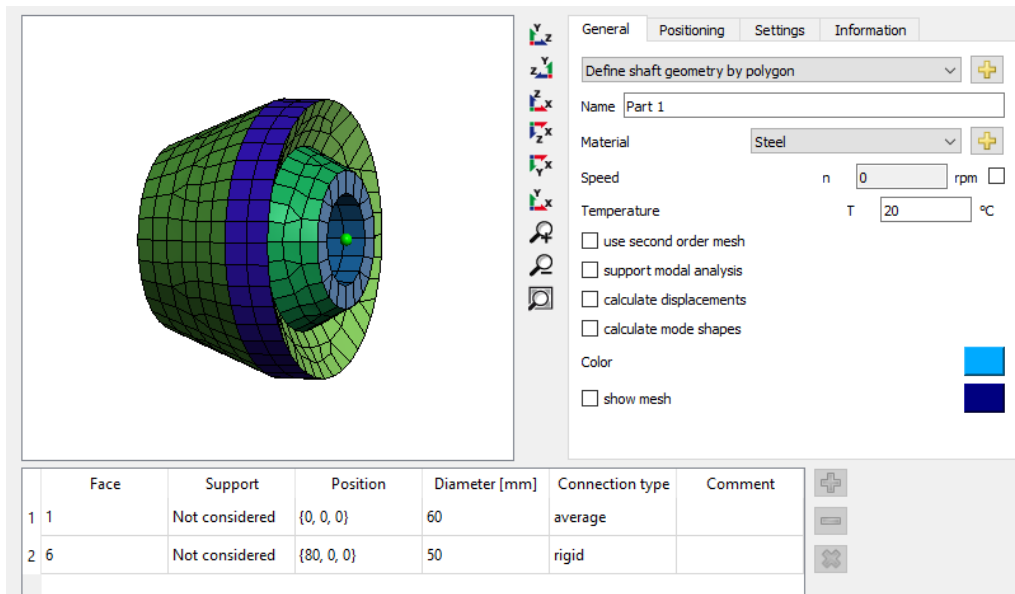 General Positioning Settings Information
Define shaft geometry by polygon
Name Part 1
Material Steel
Speed n 0 rpm
Temperature T 20 ºC
use second order mesh
support modal analysis
calculate displacements
calculate mode shapes
Color
show mesh
Y Z
Z Y
Z X
Z X
Y X
Y X
Face Support Position Diameter [mm] Connection type Comment
1 1 Not considered {0, 0, 0} 60 average
2 6 Not considered {80, 0, 0} 50 rigid